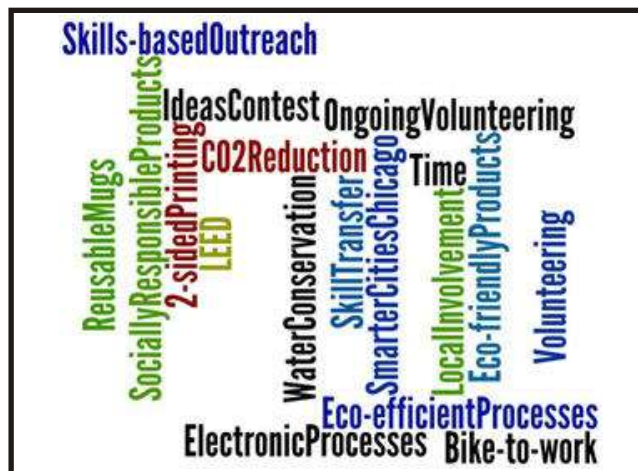 Skills-basedOutreach
IdeasContest
OngoingVolunteering
CO2Reduction
Time
ReusableMugs
SociallyResponsibleProducts
2-sidedPrinting
LEED
WaterConservation
SkillTransfer
SmarterCitiesChicago
LocalInvolvement
Eco-friendlyProducts
Volunteering
Eco-efficientProcesses
ElectronicProcesses
Bike-to-work